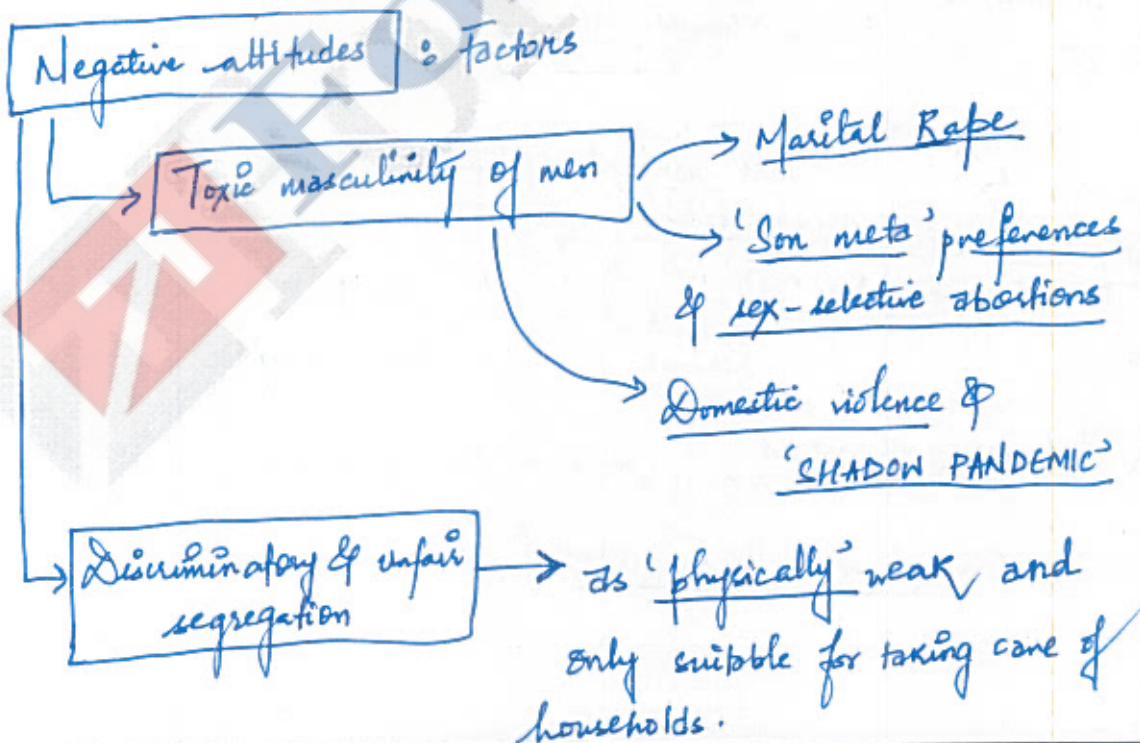 Negative attitudes : Factors
Toxic masculinity of men
Marital Rape
'Son meta' preferences
& sex-selective abortions
Domestic violence &
'SHADOW PANDEMIC'
Discriminatory & unfair
segregation
as 'physically' weak and
only suitable for taking care of
households.